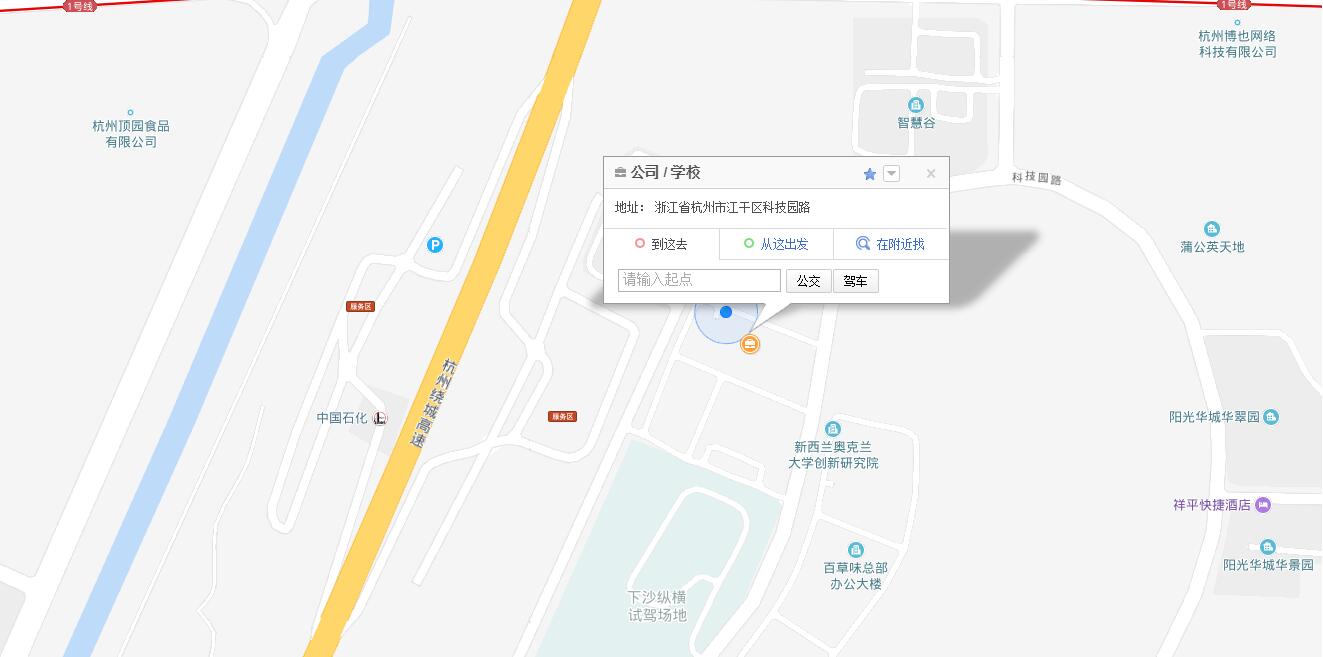 1号线
1号线
杭州博也网络
科技有限公司
杭州顶园食品
有限公司
智慧谷
科技园路
公司 / 学校
地址： 浙江省杭州市江干区科技园路
到这去
从这出发
在附近找
请输入起点
公交
驾车
P
蒲公英天地
服务区
杭州绕城高速
中国石化
服务区
阳光华城华翠园
新西兰奥克兰
大学创新研究院
祥平快捷酒店
百草味总部
办公大楼
阳光华城华景园
下沙纵横
试驾场地